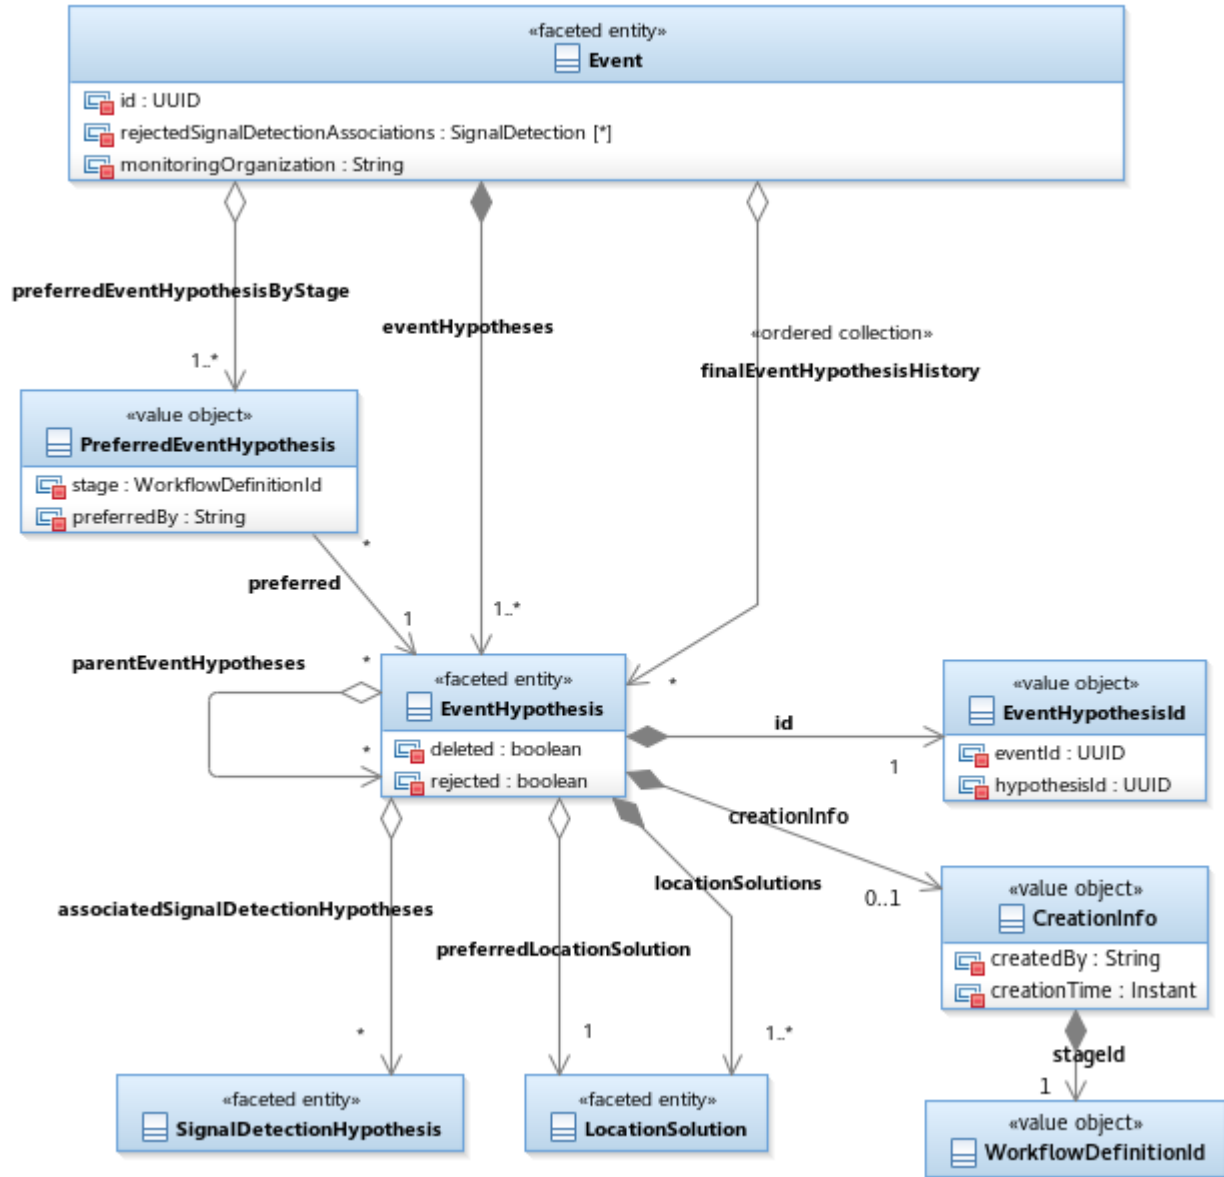 «faceted entity»
Event
id : UUID
rejectedSignalDetectionAssociations : SignalDetection [*]
monitoringOrganization : String
preferredEventHypothesisByStage
1..*
eventHypotheses
1..*
«ordered collection»
finalEventHypothesisHistory
*
«value object»
PreferredEventHypothesis
stage : WorkflowDefinitionId
preferredBy : String
*
preferred
1
parentEventHypotheses
*
*
«faceted entity»
EventHypothesis
deleted : boolean
rejected : boolean
id
1
«value object»
EventHypothesisId
eventId : UUID
hypothesisId : UUID
creationInfo
0..1
«value object»
CreationInfo
createdBy : String
creationTime : Instant
stageId
1
«value object»
WorkflowDefinitionId
associatedSignalDetectionHypotheses
*
preferredLocationSolution
1
locationSolutions
1..*
«faceted entity»
SignalDetectionHypothesis
«faceted entity»
LocationSolution